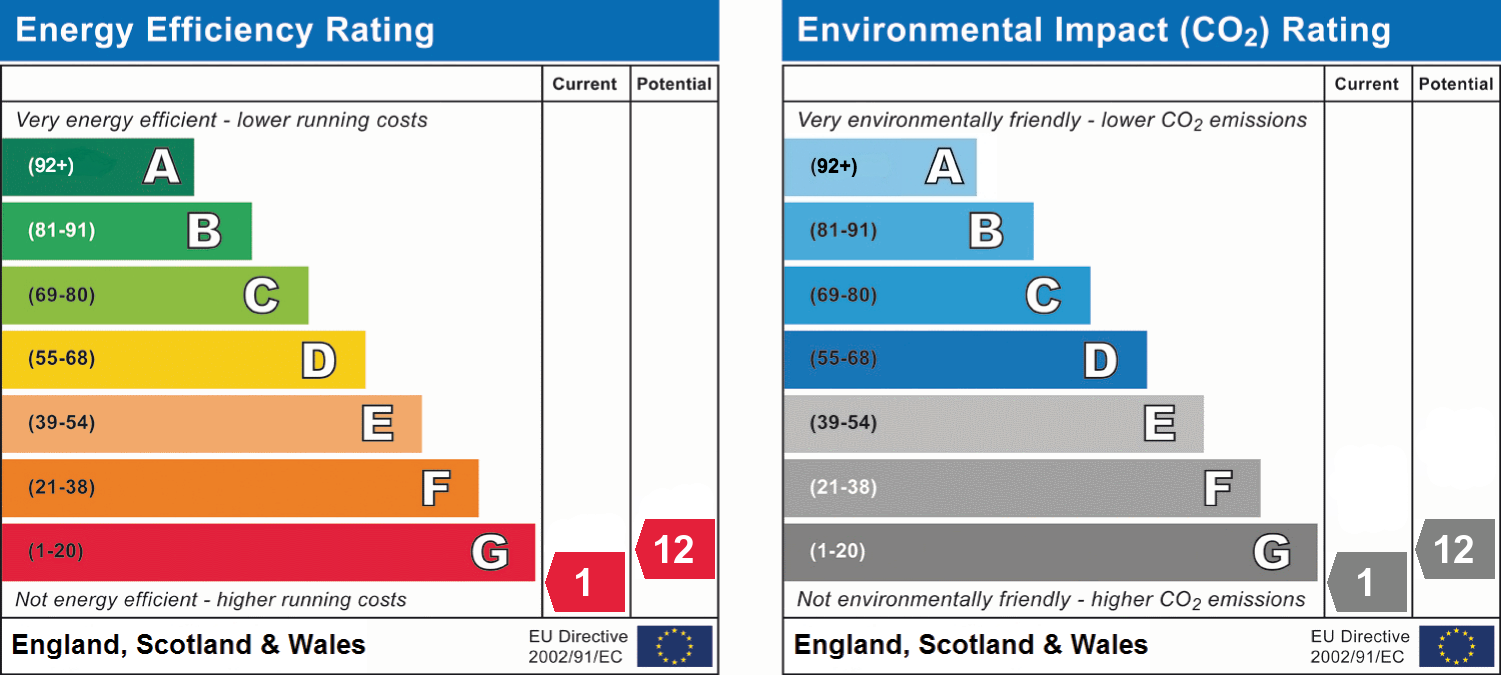 Energy Efficiency Rating
Current Potential
Very energy efficient - lower running costs
(92+) A
(81-91) B
(69-80) C
(55-68) D
(39-54) E
(21-38) F
(1-20) G
12
1
Not energy efficient - higher running costs
England, Scotland & Wales
EU Directive
2002/91/EC
Environmental Impact (CO₂) Rating
Current Potential
Very environmentally friendly - lower CO₂ emissions
(92+) A
(81-91) B
(69-80) C
(55-68) D
(39-54) E
(21-38) F
(1-20) G
12
1
Not environmentally friendly - higher CO₂ emissions
England, Scotland & Wales
EU Directive
2002/91/EC